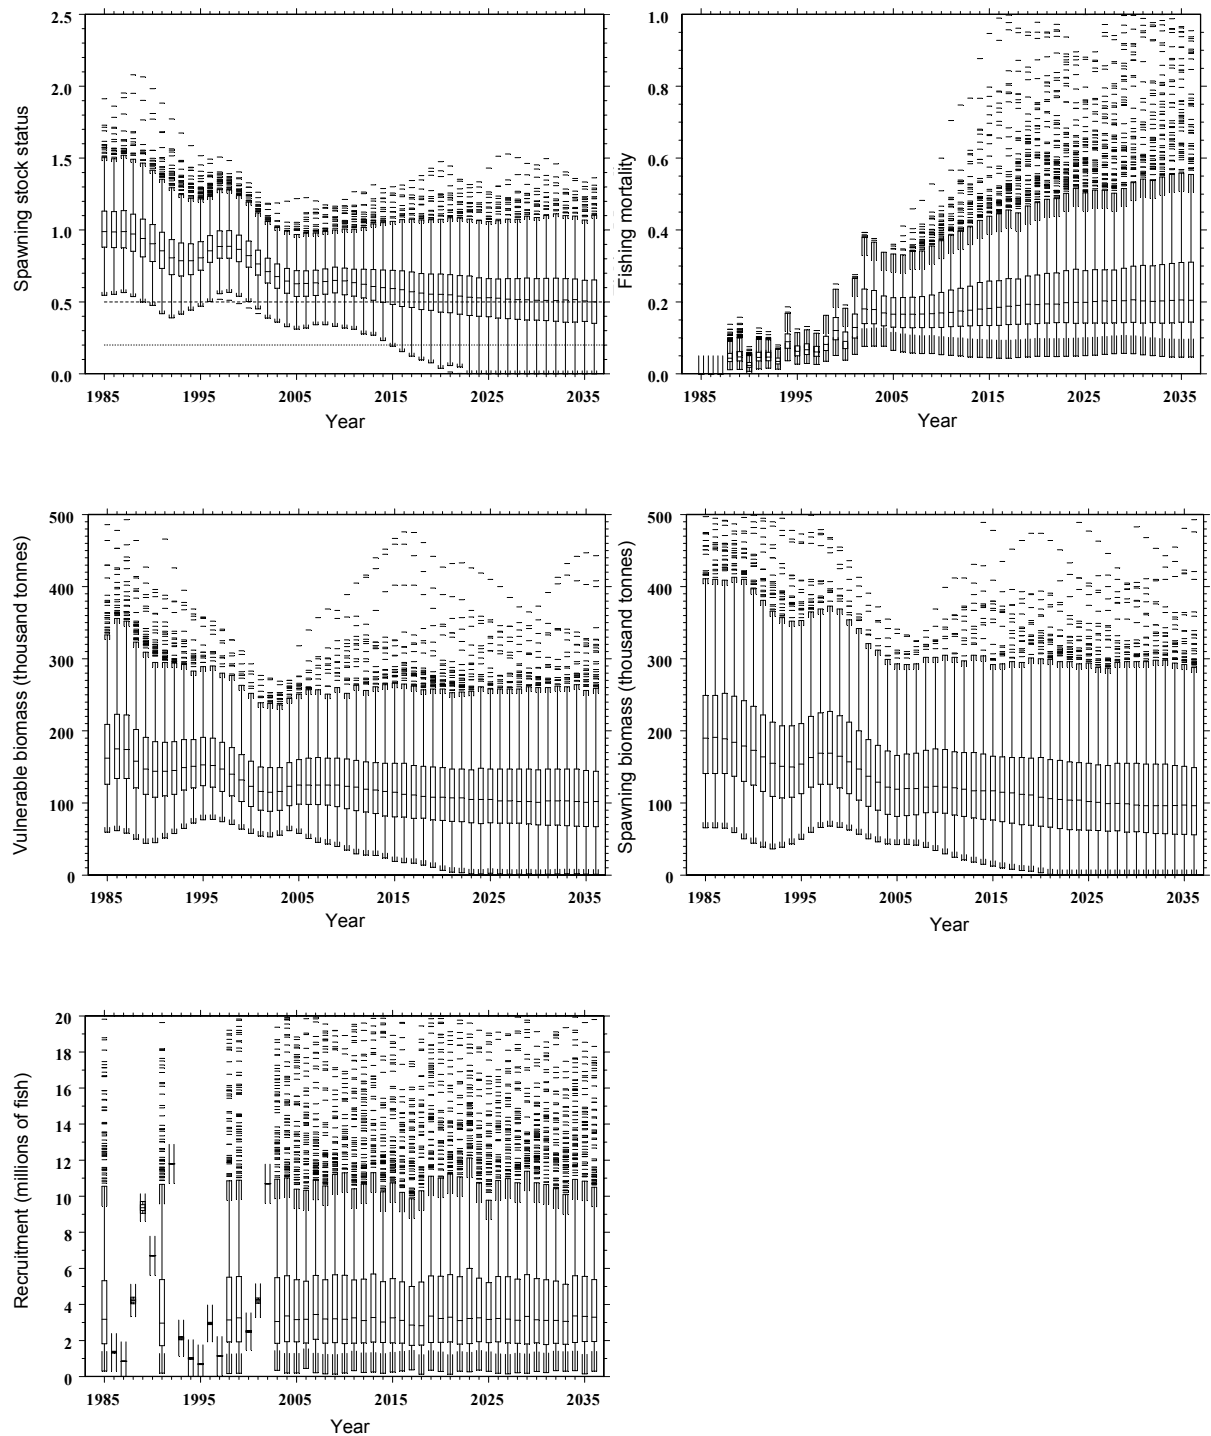 Spawning stock status
2.5
2.0
1.5
1.0
0.5
0.0
1985 1995 2005 2015 2025 2035
Year
Fishing mortality
1.0
0.8
0.6
0.4
0.2
0.0
1985 1995 2005 2015 2025 2035
Year
Vulnerable biomass (thousand tonnes)
500
400
300
200
100
0
1985 1995 2005 2015 2025 2035
Year
Spawning biomass (thousand tonnes)
500
400
300
200
100
0
1985 1995 2005 2015 2025 2035
Year
Recruitment (millions of fish)
20
18
16
14
12
10
8
6
4
2
0
1985 1995 2005 2015 2025 2035
Year